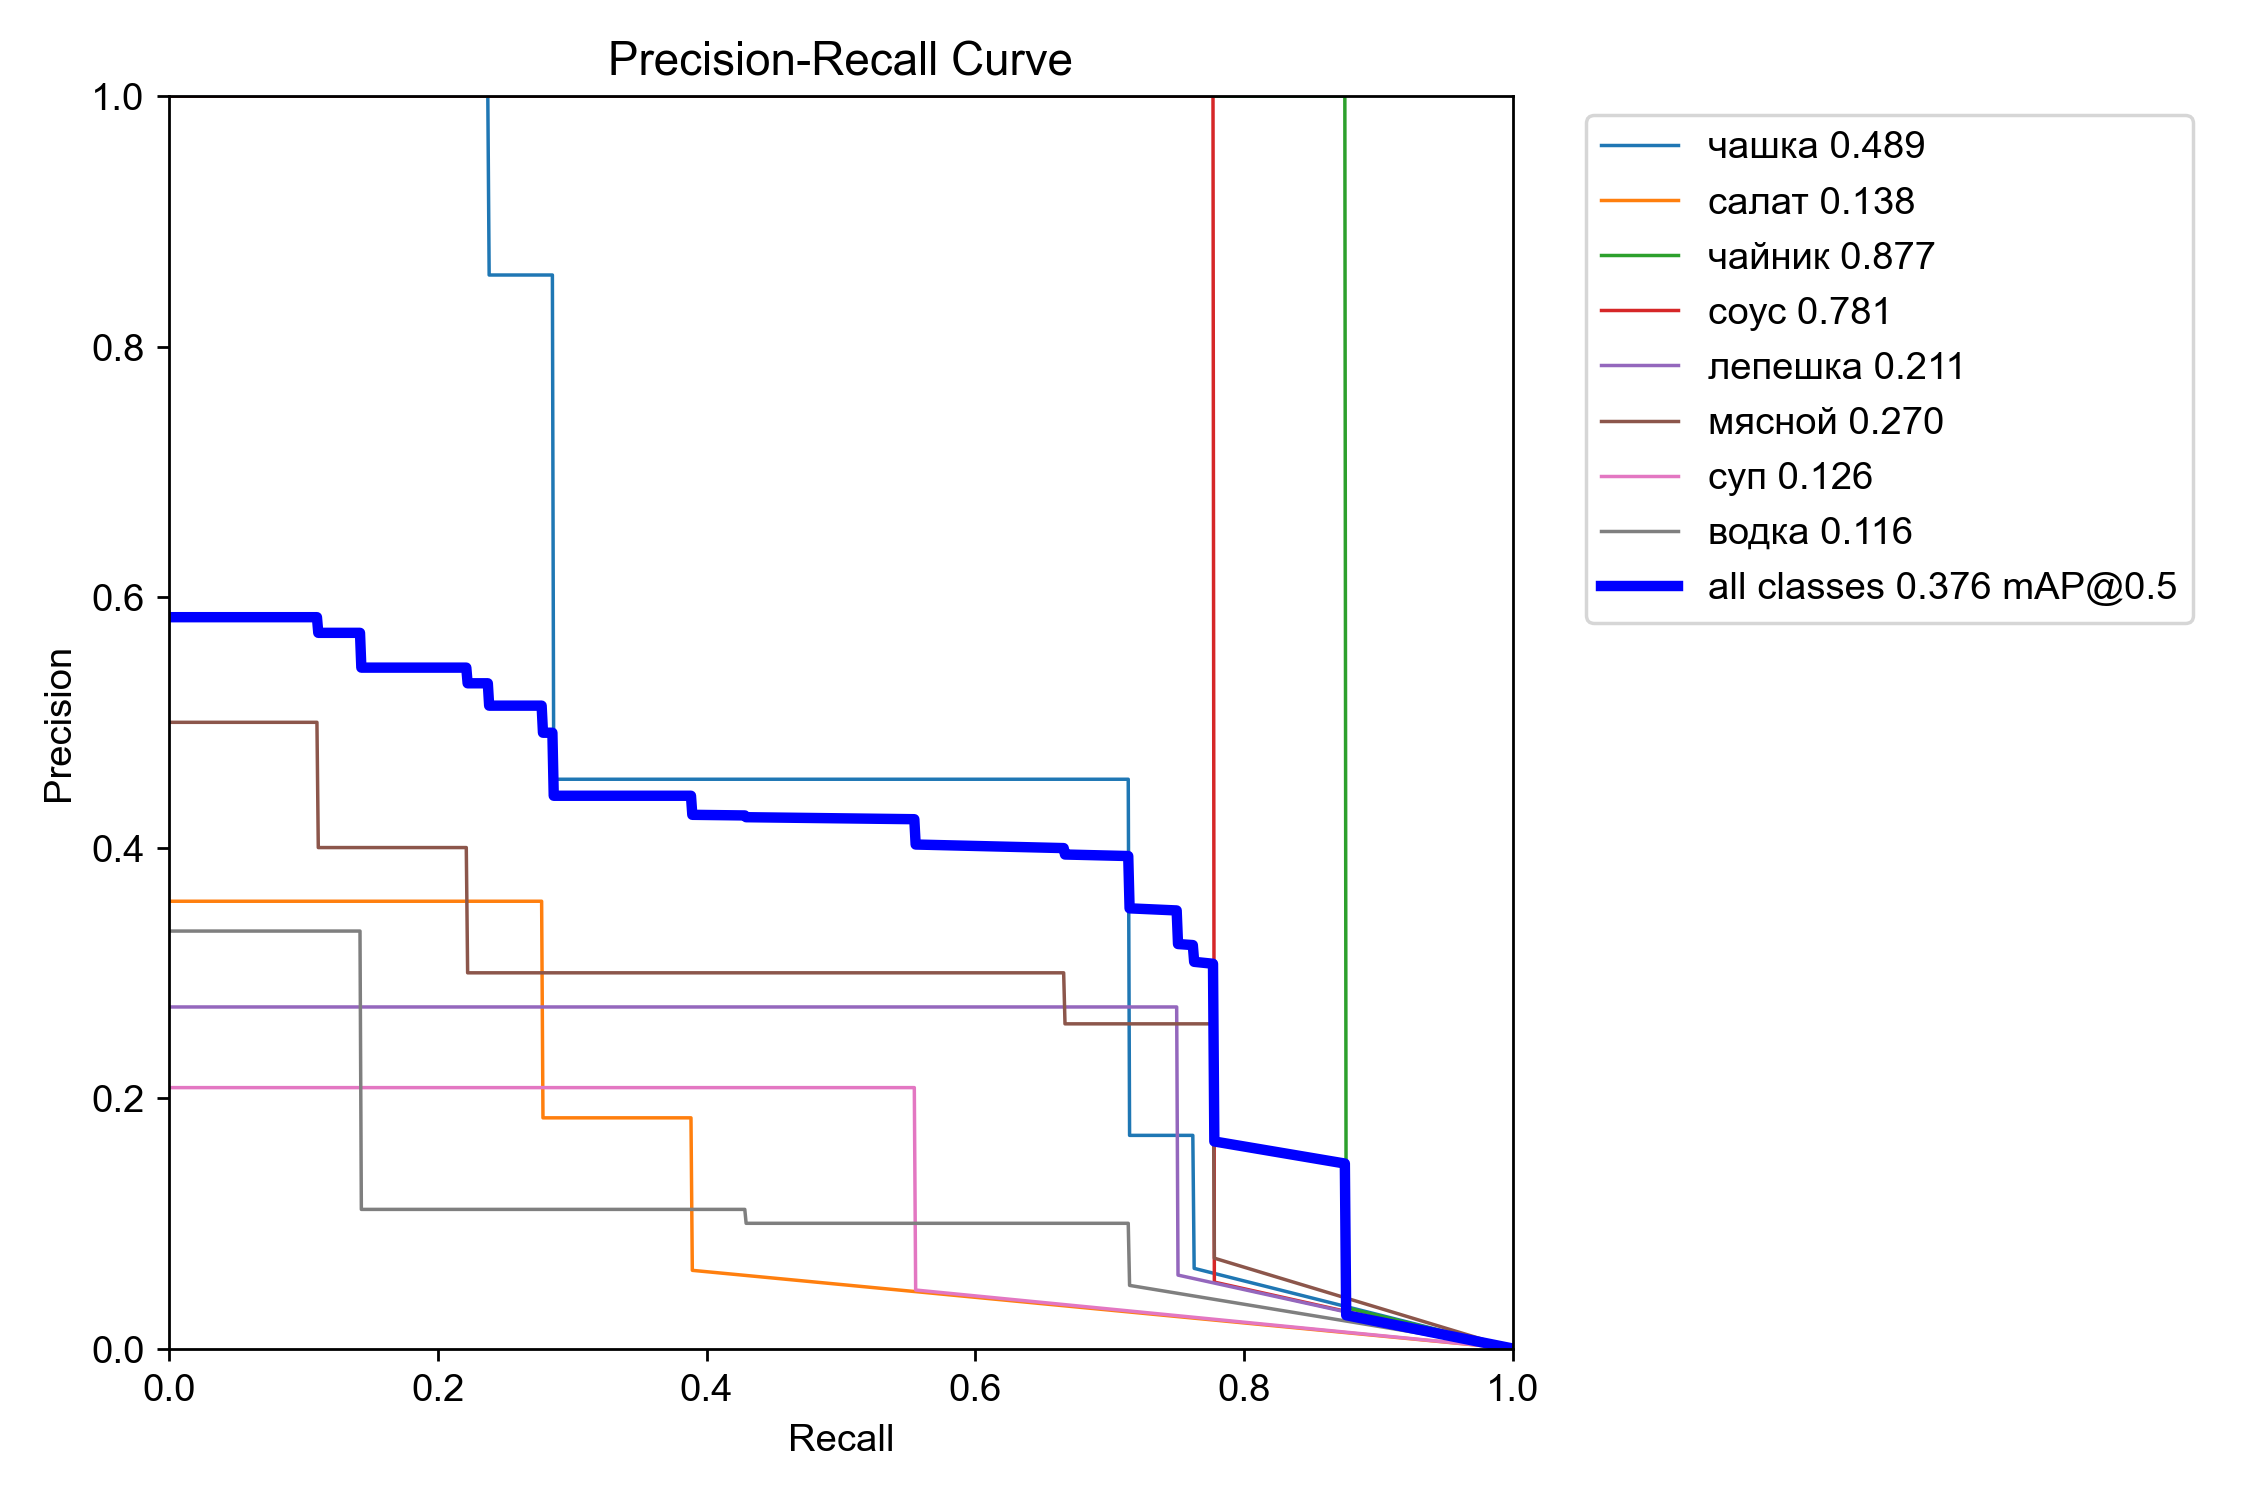 Precision-Recall Curve
1.0
0.8
0.6
0.4
0.2
0.0
Precision
0.0 0.2 0.4 0.6 0.8 1.0
Recall
чашка 0.489
салат 0.138
чайник 0.877
соус 0.781
лепешка 0.211
мясной 0.270
суп 0.126
водка 0.116
all classes 0.376 mAP@0.5